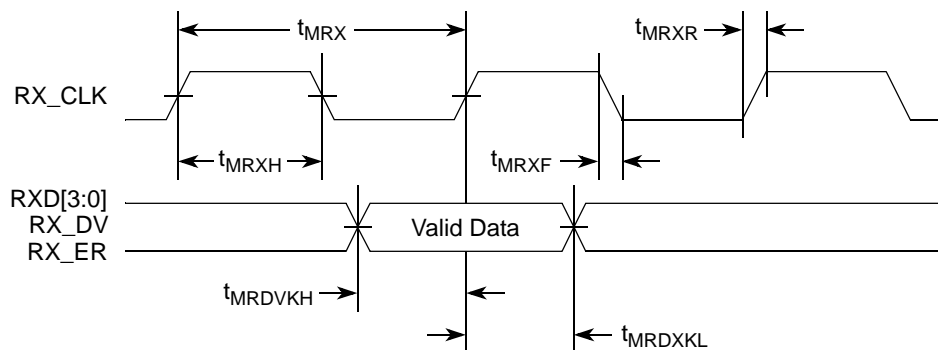 tMRX
tMRXR
RX_CLK
tMRXH
tMRXF
RXD[3:0]
RX_DV
Valid Data
RX_ER
tMRDVKH
tMRDXKL